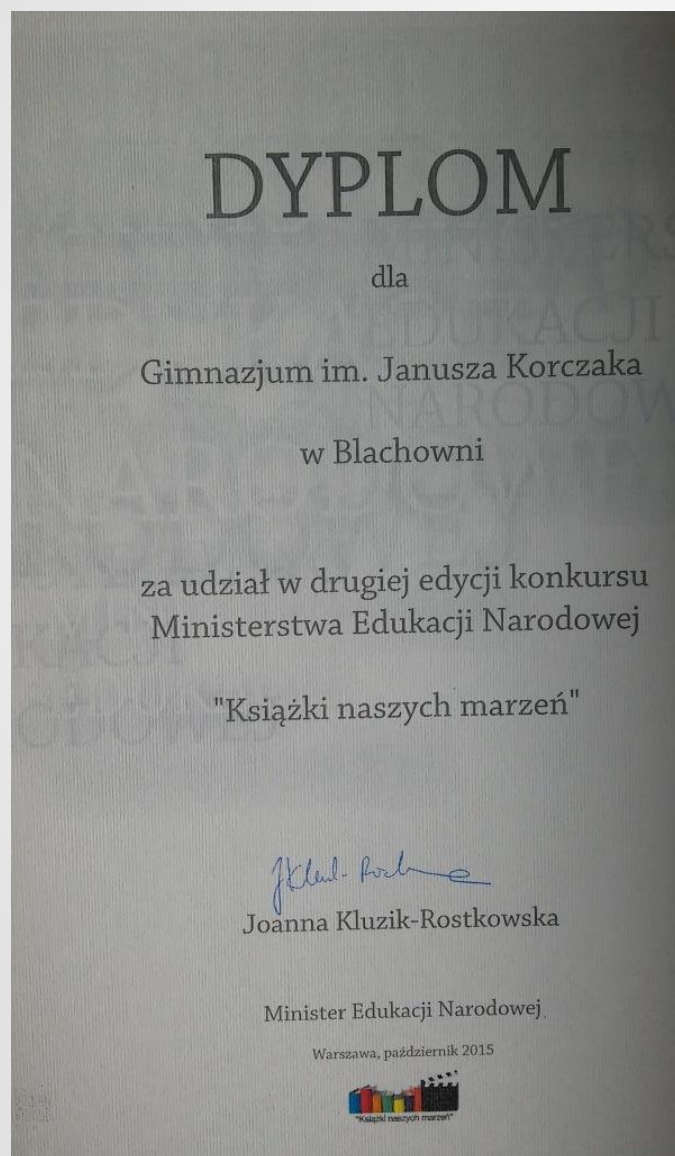 DYPLOM
dla
Gimnazjum im. Janusza Korczaka
w Blachowni
za udział w drugiej edycji konkursu
Ministerstwa Edukacji Narodowej
"Książki naszych marzeń"
Joanna Kluzik-Rostkowska
Minister Edukacji Narodowej
Warszawa, październik 2015
"Książki naszych marzeń"